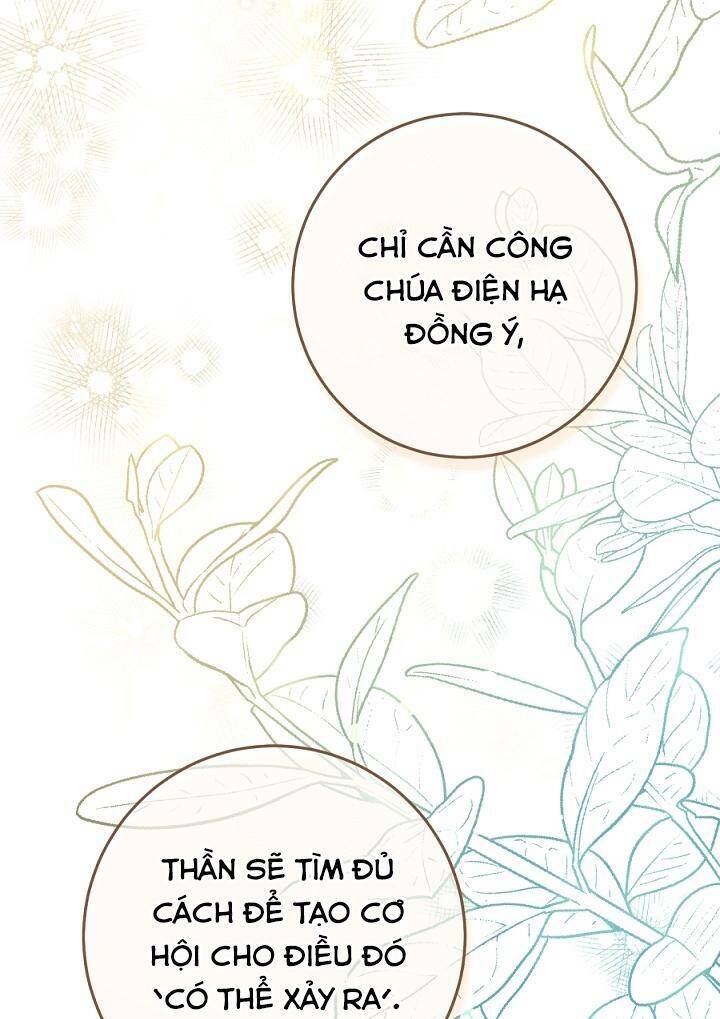 CHỈ CẦN CÔNG
CHÚA ĐIỆN HẠ
ĐỒNG Ý,
THẦN SẼ TÌM ĐỦ
CÁCH ĐỂ TẠO CƠ
HỘI CHO ĐIỀU ĐÓ
‵CÓ THỂ XẢY RA′.